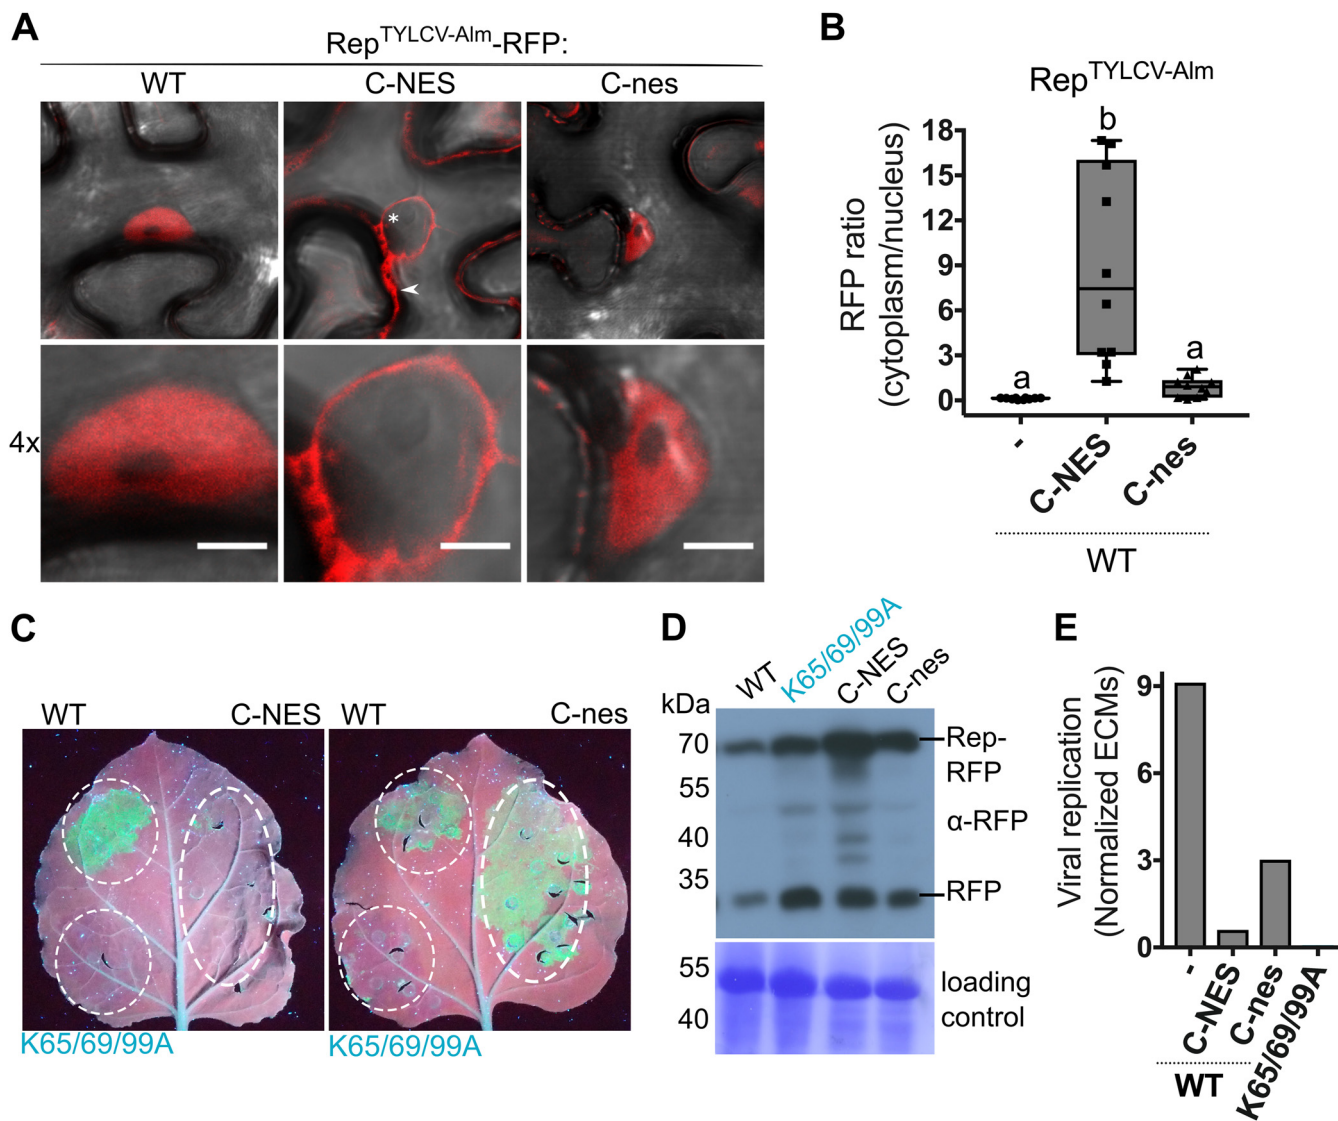 A
Rep^TYLCV-Alm-RFP:
WT
C-NES
C-nes
*
4x
B
Rep^TYLCV-Alm
RFP ratio
(cytoplasm/nucleus)
18
15
12
9
6
3
0
a
b
a
-
C-NES
C-nes
WT
C
WT
C-NES
WT
C-nes
K65/69/99A
K65/69/99A
D
WT
K65/69/99A
C-NES
C-nes
kDa
70
55
40
35
Rep-
RFP
α-RFP
RFP
55
40
loading
control
E
Viral replication
(Normalized ECMs)
9
6
3
0
-
C-NES
C-nes
K65/69/99A
WT